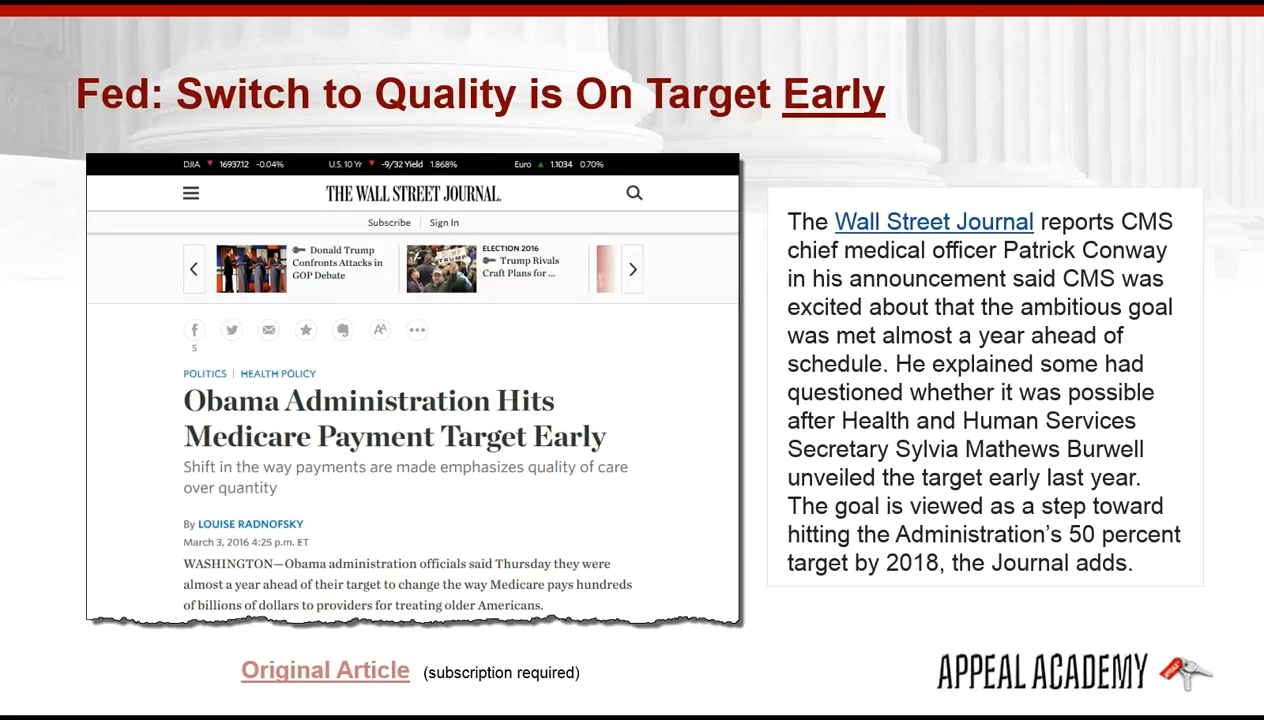 Fed: Switch to Quality is On Target Early
DJIA ▼ 16937.12 -0.04% U.S. 10 Yr ▼ -9/32 Yield 1.868% Euro ▲ 1.1034 0.70%
THE WALL STREET JOURNAL.
Subscribe | Sign In
Donald Trump
Confronts Attacks in
GOP Debate
ELECTION 2016
Trump Rivals
Craft Plans for ...
TRUMP
5
POLITICS | HEALTH POLICY
Obama Administration Hits
Medicare Payment Target Early
Shift in the way payments are made emphasizes quality of care
over quantity
By LOUISE RADNOFSKY
March 3, 2016 4:25 p.m. ET
WASHINGTON—Obama administration officials said Thursday they were
almost a year ahead of their target to change the way Medicare pays hundreds
of billions of dollars to providers for treating older Americans.
Original Article (subscription required)
The Wall Street Journal reports CMS
chief medical officer Patrick Conway
in his announcement said CMS was
excited about that the ambitious goal
was met almost a year ahead of
schedule. He explained some had
questioned whether it was possible
after Health and Human Services
Secretary Sylvia Mathews Burwell
unveiled the target early last year.
The goal is viewed as a step toward
hitting the Administration's 50 percent
target by 2018, the Journal adds.
APPEAL ACADEMY